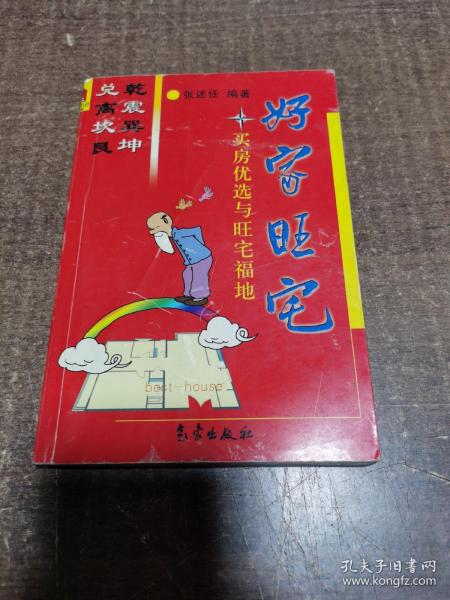 乾震巽坤
兑离坎艮
张述任 编著
好家旺宅
买房优选与旺宅福地
best-house
气象出版社
孔夫子旧书网
www.kongfz.com